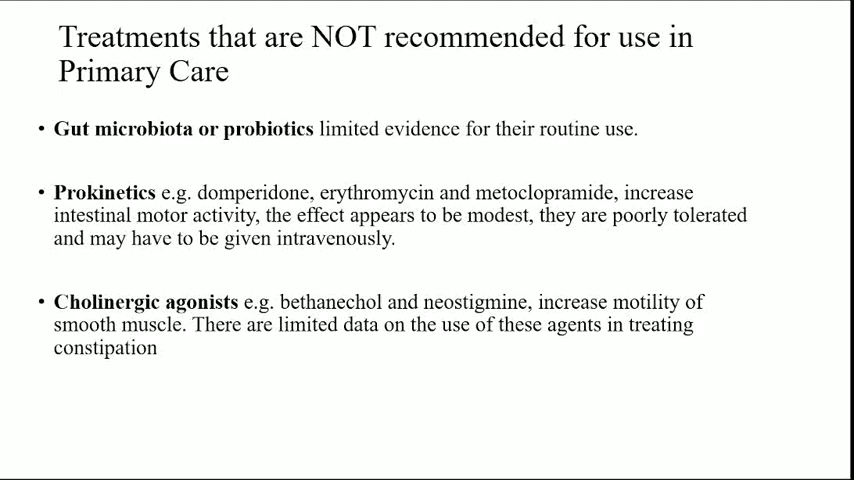 Treatments that are NOT recommended for use in
Primary Care
• Gut microbiota or probiotics limited evidence for their routine use.
• Prokinetics e.g. domperidone, erythromycin and metoclopramide, increase
intestinal motor activity, the effect appears to be modest, they are poorly tolerated
and may have to be given intravenously.
• Cholinergic agonists e.g. bethanechol and neostigmine, increase motility of
smooth muscle. There are limited data on the use of these agents in treating
constipation